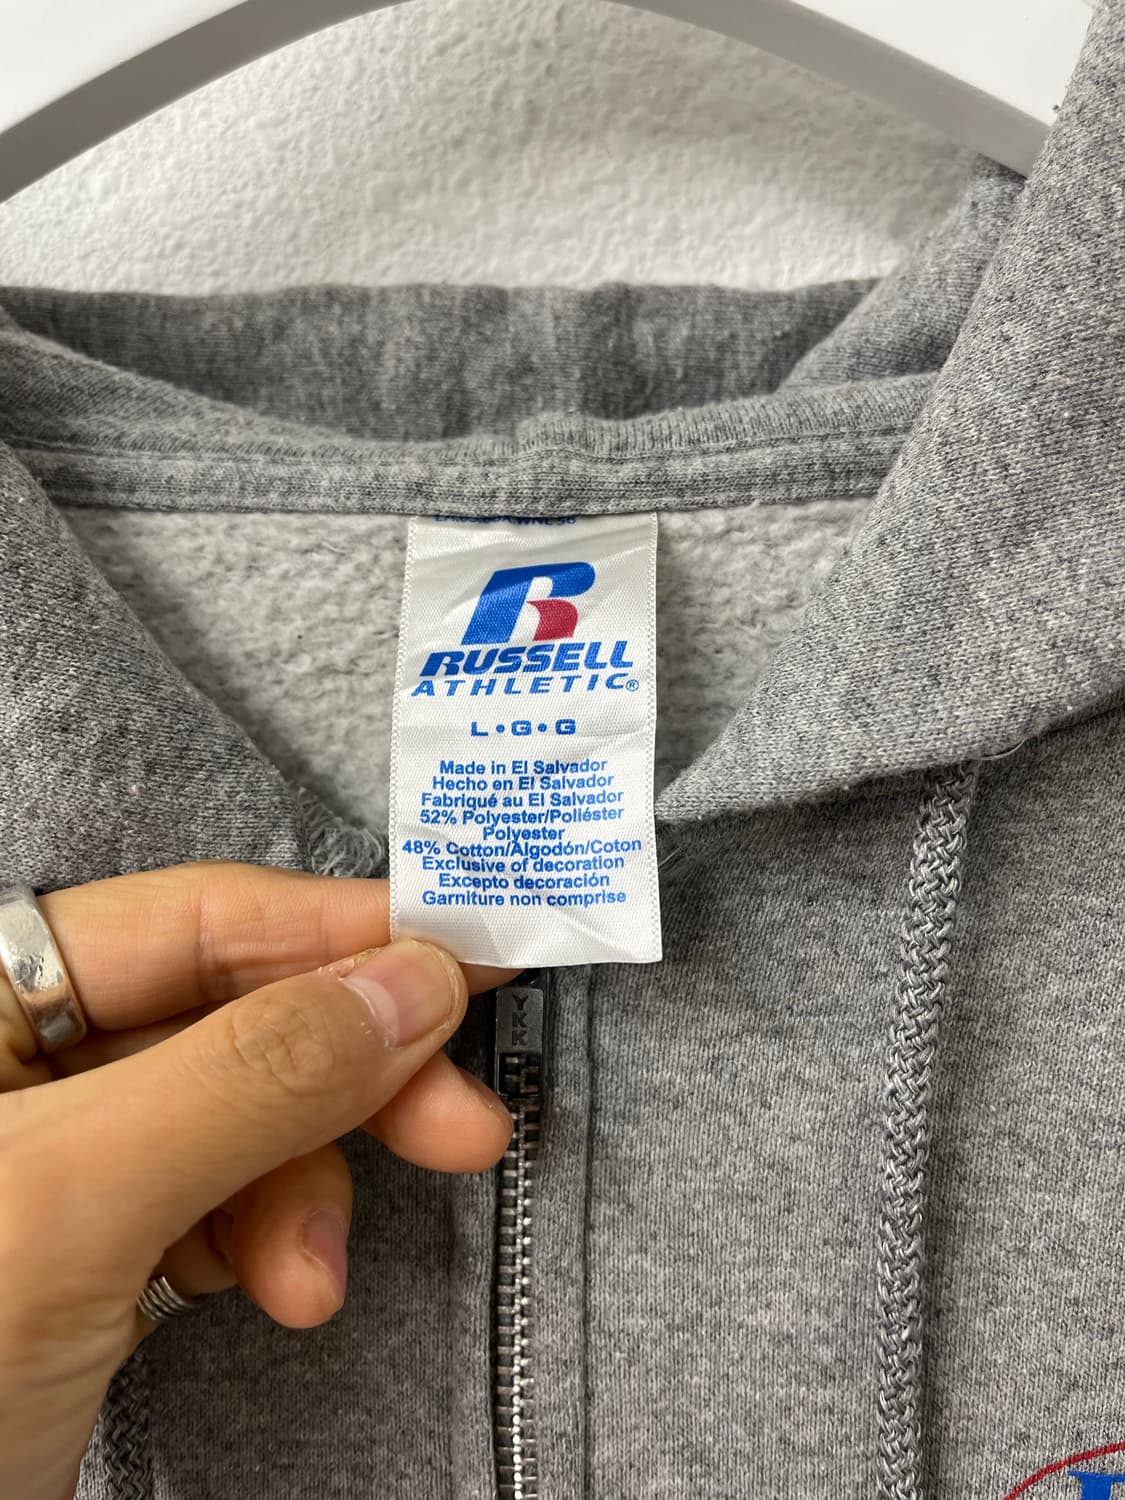 RUSSELL
ATHLETIC®
L•G•G
Made in El Salvador
Hecho en El Salvador
Fabriqué au El Salvador
52% Polyester/Poliéster
Polyester
48% Cotton/Algodón/Coton
Exclusive of decoration
Excepto decoración
Garniture non comprise
YKK